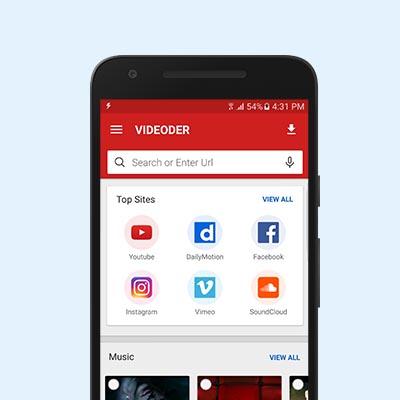 54% 4:31 PM
VIDEODER
Search or Enter Url
Top Sites VIEW ALL
Youtube DailyMotion Facebook
Instagram Vimeo SoundCloud
Music VIEW ALL